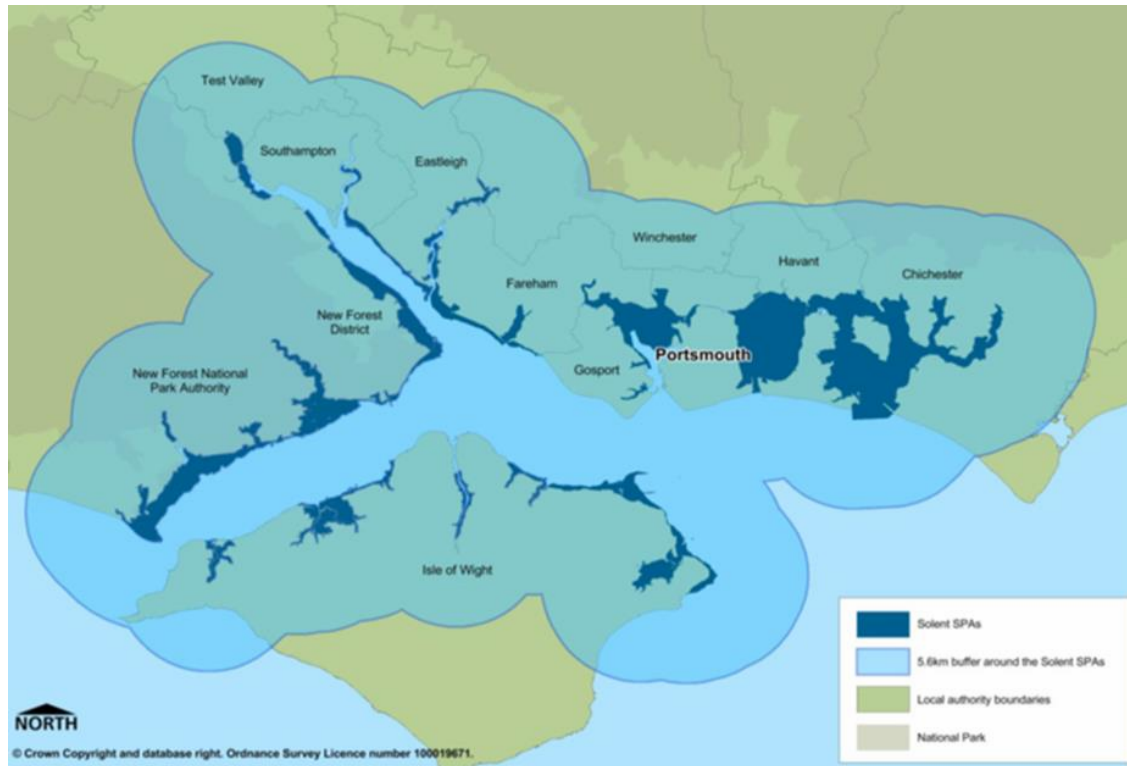 Test Valley
Southampton
Eastleigh
Winchester
Havant
Chichester
Fareham
New Forest
District
Portsmouth
Gosport
New Forest National
Park Authority
Isle of Wight
Solent SPAs
5.6km buffer around the Solent SPAs
Local authority boundaries
National Park
NORTH
© Crown Copyright and database right. Ordnance Survey Licence number 100019671.